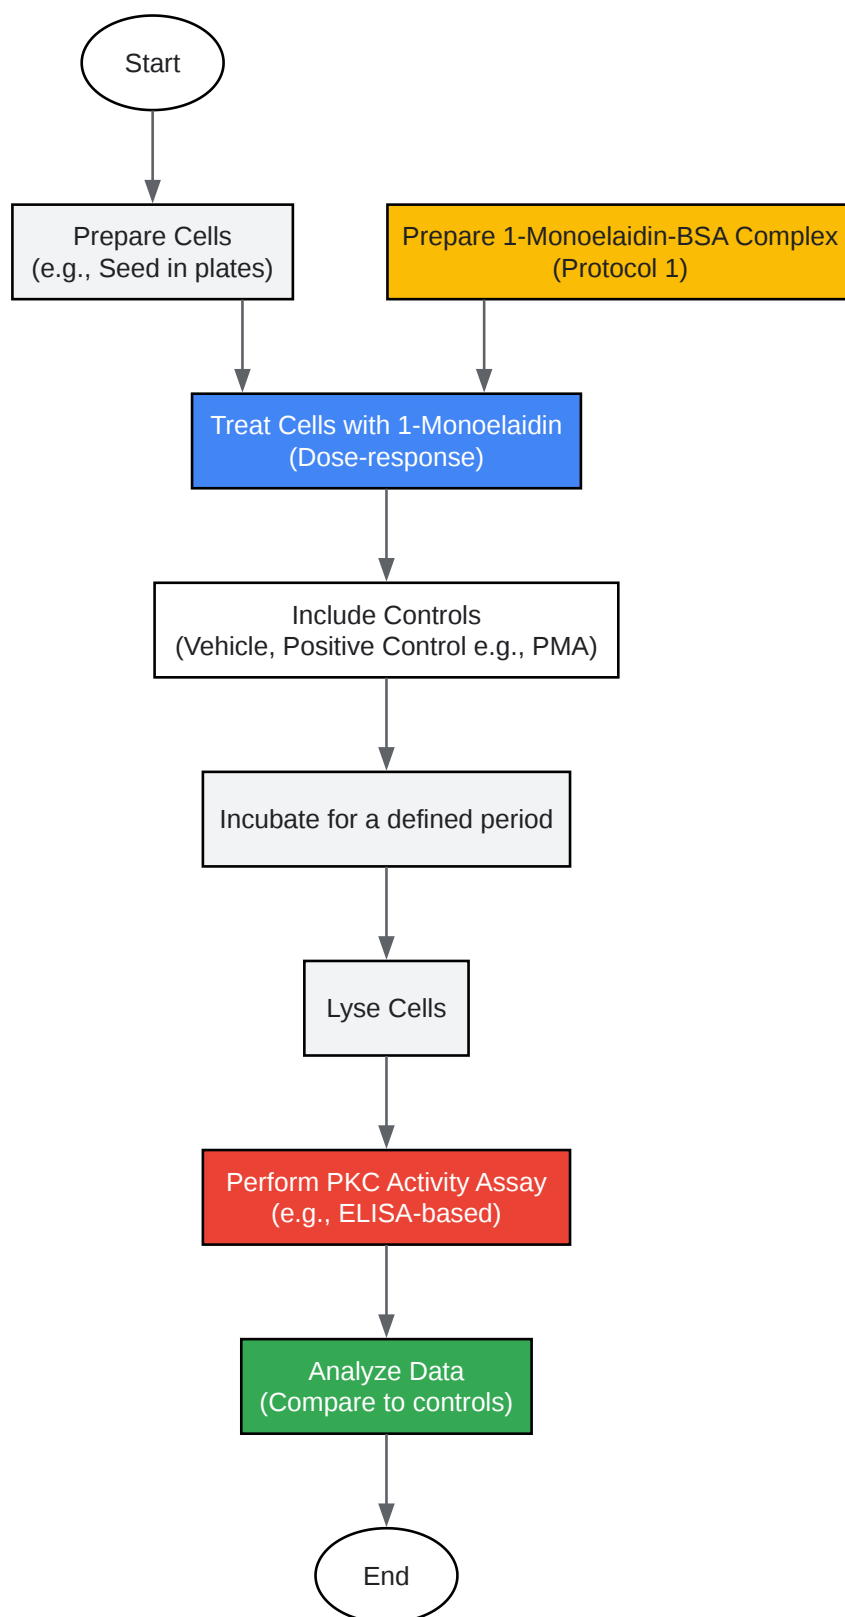 Start
Prepare Cells
(e.g., Seed in plates)
Prepare 1-Monoelaidin-BSA Complex
(Protocol 1)
Treat Cells with 1-Monoelaidin
(Dose-response)
Include Controls
(Vehicle, Positive Control e.g., PMA)
Incubate for a defined period
Lyse Cells
Perform PKC Activity Assay
(e.g., ELISA-based)
Analyze Data
(Compare to controls)
End